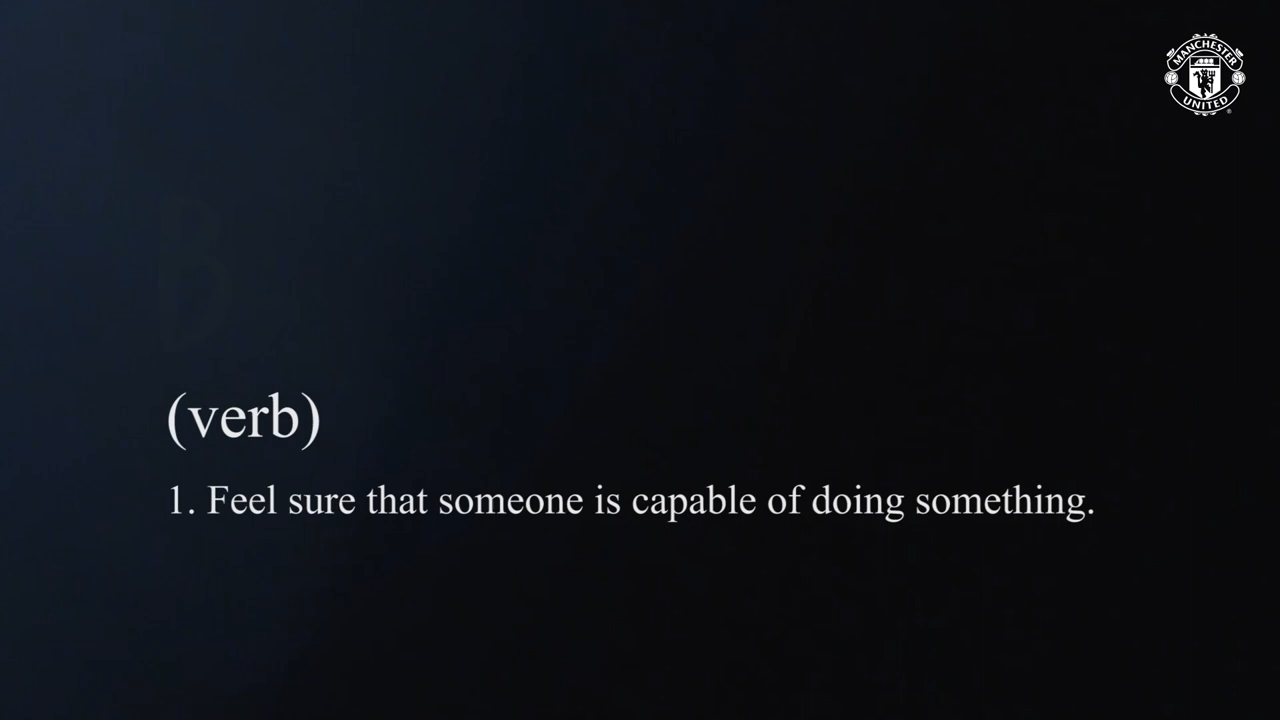 MANCHESTER
UNITED
B
(verb)
1. Feel sure that someone is capable of doing something.